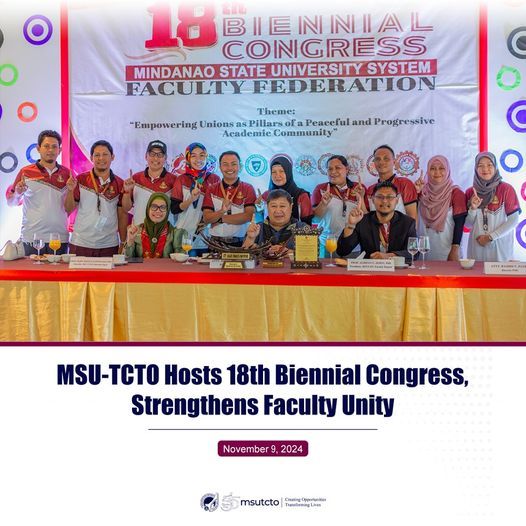 18th BIENNIAL
CONGRESS
MINDANAO STATE UNIVERSITY SYSTEM
FACULTY FEDERATION
Theme:
"Empowering Unions as Pillars of a Peaceful and Progressive
Academic Community"
MSU-TCTO Hosts 18th Biennial Congress,
Strengthens Faculty Unity
November 9, 2024
msutcto
Creating Opportunities
Transforming Lives